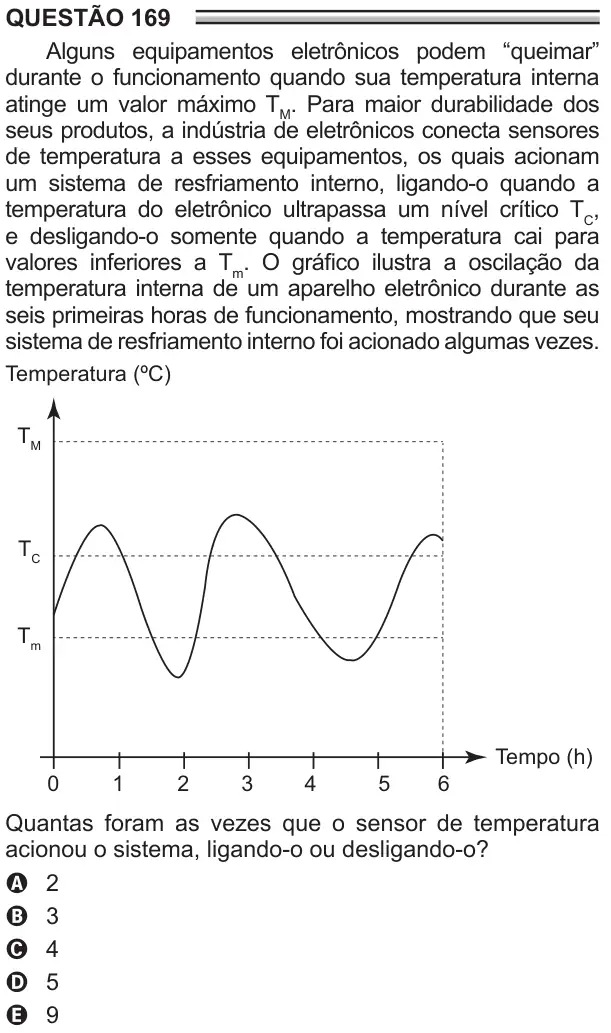 QUESTÃO 169
Alguns equipamentos eletrônicos podem “queimar”
durante o funcionamento quando sua temperatura interna
atinge um valor máximo TM. Para maior durabilidade dos
seus produtos, a indústria de eletrônicos conecta sensores
de temperatura a esses equipamentos, os quais acionam
um sistema de resfriamento interno, ligando-o quando a
temperatura do eletrônico ultrapassa um nível crítico TC,
e desligando-o somente quando a temperatura cai para
valores inferiores a Tm. O gráfico ilustra a oscilação da
temperatura interna de um aparelho eletrônico durante as
seis primeiras horas de funcionamento, mostrando que seu
sistema de resfriamento interno foi acionado algumas vezes.
Temperatura (ºC)
TM
TC
Tm
Tempo (h)
0 1 2 3 4 5 6
Quantas foram as vezes que o sensor de temperatura
acionou o sistema, ligando-o ou desligando-o?
A 2
B 3
C 4
D 5
E 9